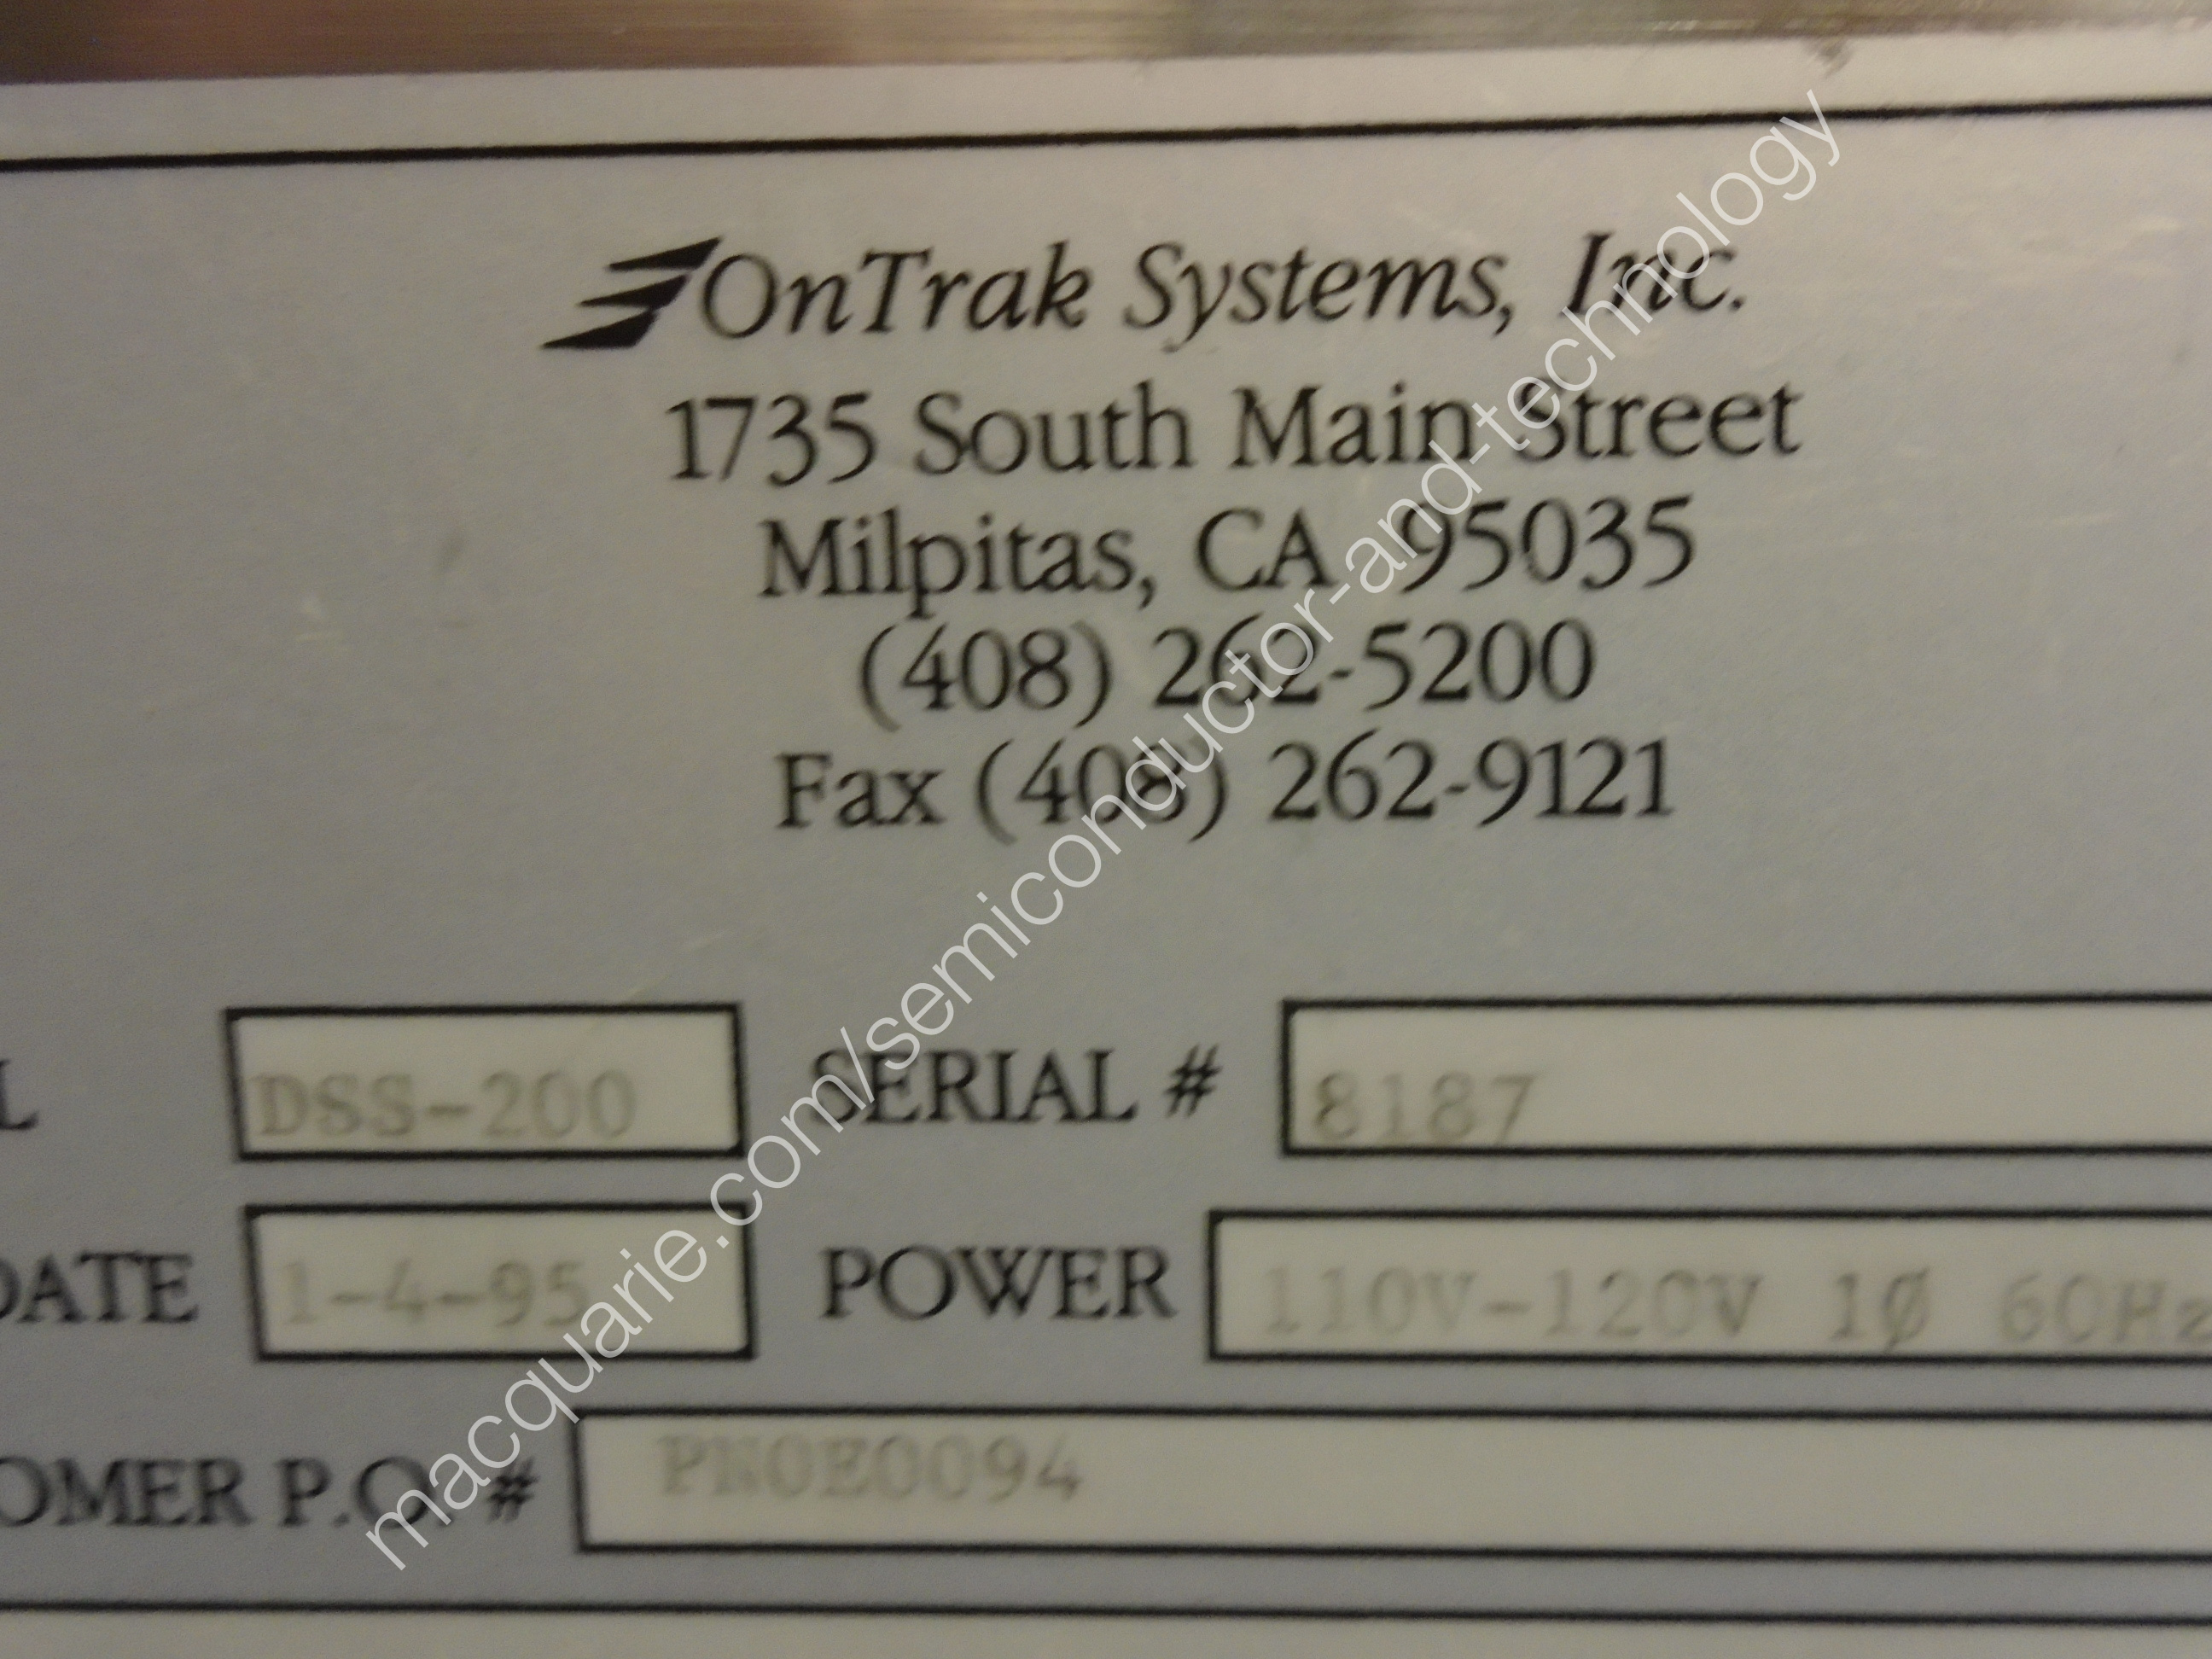 OnTrak Systems, Inc.
1735 South Main Street
Milpitas, CA 95035
(408) 262-5200
Fax (408) 262-9121
L DSS-200 SERIAL # 8187
DATE 1-4-95 POWER 110V-120V 1Ø 60Hz
OMER P.O. # PNOE0094
macquarie.com/semiconductor-and-technology